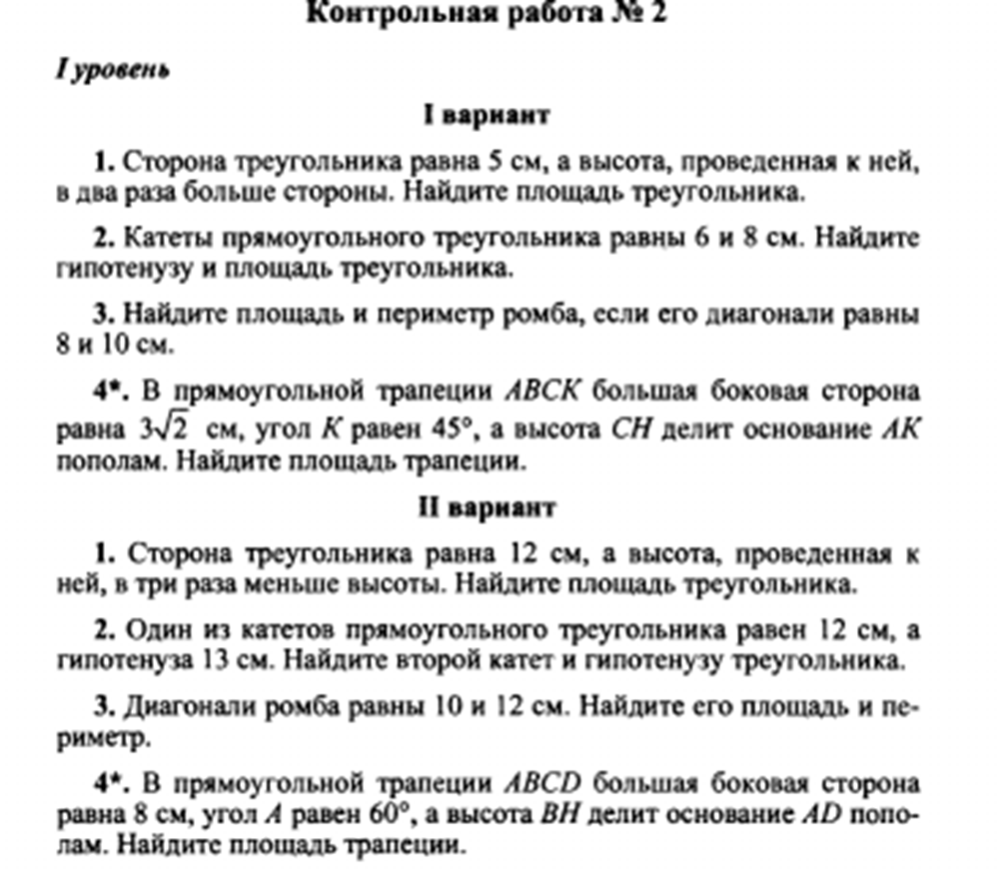 Контрольная работа № 2
I уровень
I вариант
1. Сторона треугольника равна 5 см, а высота, проведенная к ней,
в два раза больше стороны. Найдите площадь треугольника.
2. Катеты прямоугольного треугольника равны 6 и 8 см. Найдите
гипотенузу и площадь треугольника.
3. Найдите площадь и периметр ромба, если его диагонали равны
8 и 10 см.
4*. В прямоугольной трапеции ABCK большая боковая сторона
равна 3√2 см, угол K равен 45°, а высота CH делит основание AK
пополам. Найдите площадь трапеции.
II вариант
1. Сторона треугольника равна 12 см, а высота, проведенная к
ней, в три раза меньше высоты. Найдите площадь треугольника.
2. Один из катетов прямоугольного треугольника равен 12 см, а
гипотенуза 13 см. Найдите второй катет и гипотенузу треугольника.
3. Диагонали ромба равны 10 и 12 см. Найдите его площадь и пе-
риметр.
4*. В прямоугольной трапеции ABCD большая боковая сторона
равна 8 см, угол A равен 60°, а высота BH делит основание AD попо-
лам. Найдите площадь трапеции.